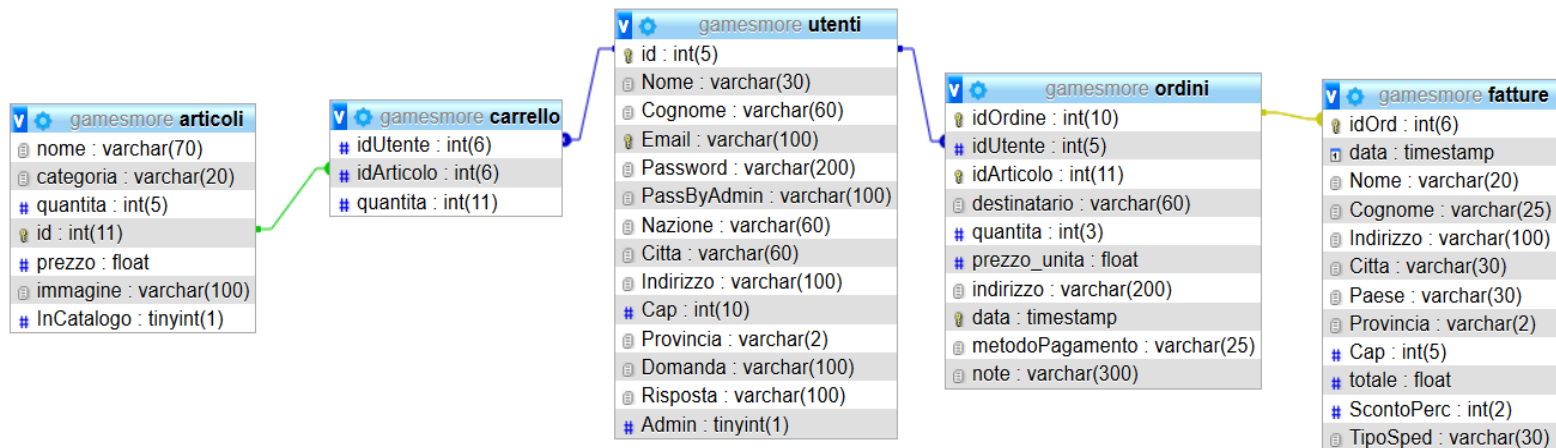 gamesmore articoli
nome : varchar(70)
categoria : varchar(20)
quantita : int(5)
id : int(11)
prezzo : float
immagine : varchar(100)
InCatalogo : tinyint(1)
gamesmore carrello
idUtente : int(6)
idArticolo : int(6)
quantita : int(11)
gamesmore utenti
id : int(5)
Nome : varchar(30)
Cognome : varchar(60)
Email : varchar(100)
Password : varchar(200)
PassByAdmin : varchar(100)
Nazione : varchar(60)
Citta : varchar(60)
Indirizzo : varchar(100)
Cap : int(10)
Provincia : varchar(2)
Domanda : varchar(100)
Risposta : varchar(100)
Admin : tinyint(1)
gamesmore ordini
idOrdine : int(10)
idUtente : int(5)
idArticolo : int(11)
destinatario : varchar(60)
quantita : int(3)
prezzo_unita : float
indirizzo : varchar(200)
data : timestamp
metodoPagamento : varchar(25)
note : varchar(300)
gamesmore fatture
idOrd : int(6)
data : timestamp
Nome : varchar(20)
Cognome : varchar(25)
Indirizzo : varchar(100)
Citta : varchar(30)
Paese : varchar(30)
Provincia : varchar(2)
Cap : int(5)
totale : float
ScontoPerc : int(2)
TipoSped : varchar(30)